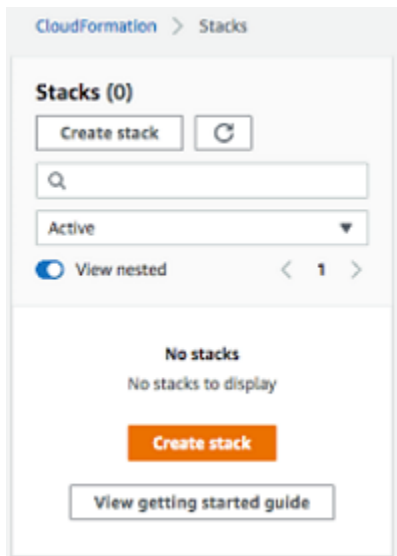 CloudFormation > Stacks
Stacks (0)
Create stack
Active
View nested < 1 >
No stacks
No stacks to display
Create stack
View getting started guide